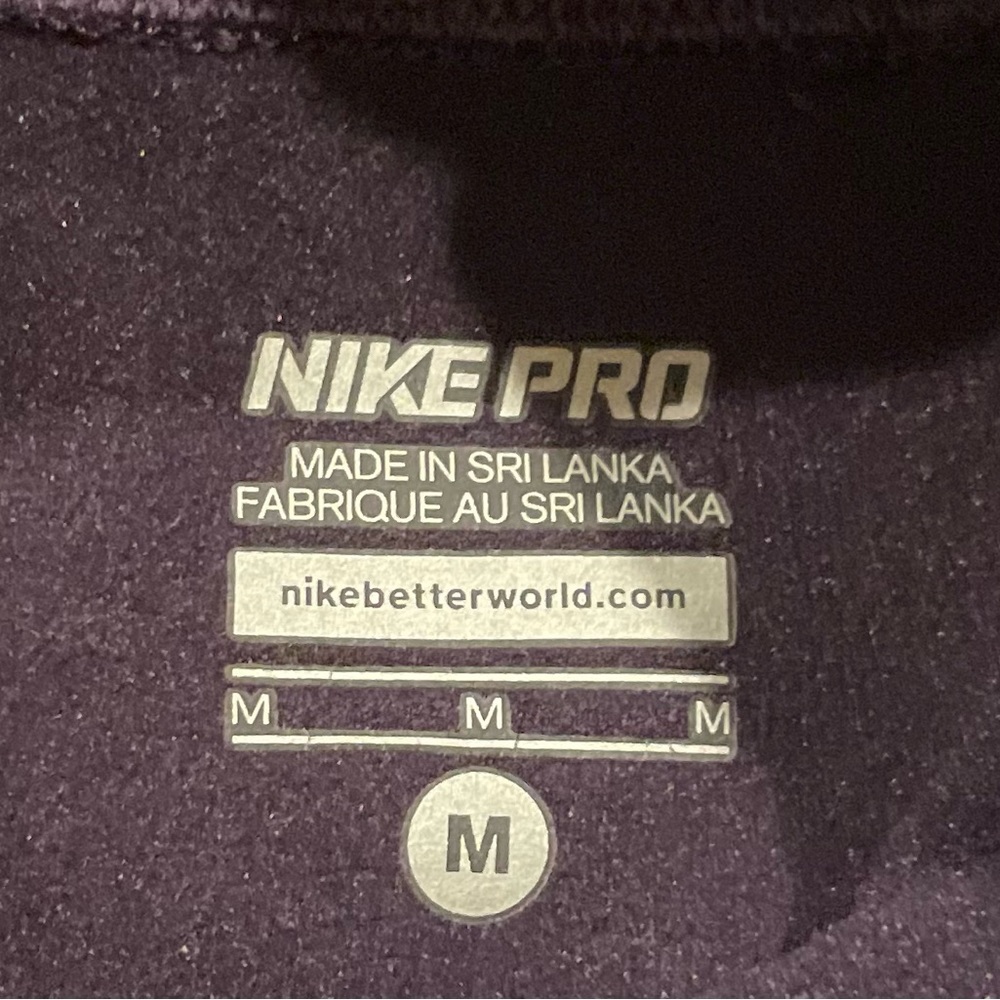 NIKE PRO
MADE IN SRI LANKA
FABRIQUE AU SRI LANKA
nikebetterworld.com
M M M
M